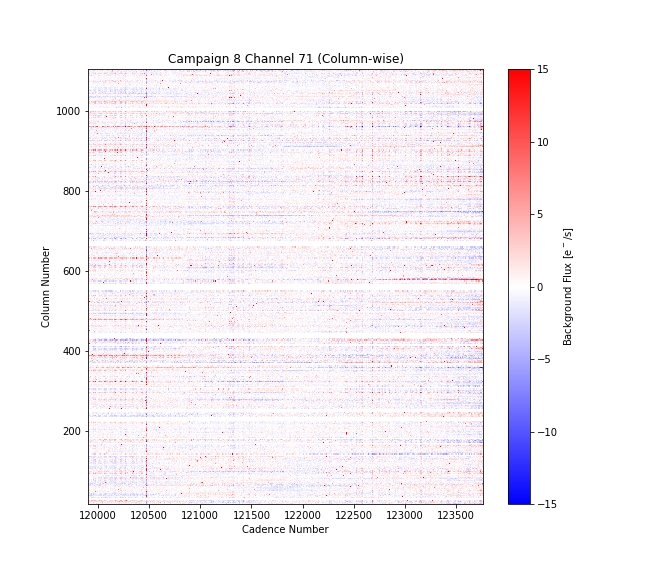 Campaign 8 Channel 71 (Column-wise)
1000
800
600
400
200
Column Number
120000 120500 121000 121500 122000 122500 123000 123500
Cadence Number
15
10
5
0
−5
−10
−15
Background Flux [e⁻/s]